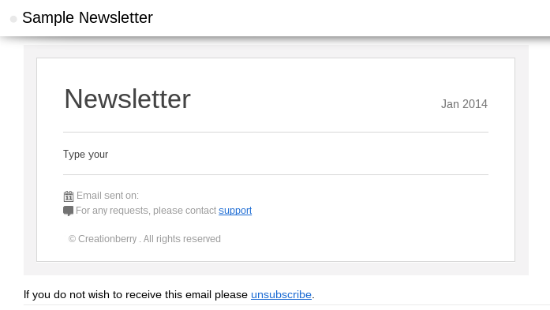 Sample Newsletter
Newsletter
Jan 2014
Type your
Email sent on:
For any requests, please contact support
© Creationberry . All rights reserved
If you do not wish to receive this email please unsubscribe.